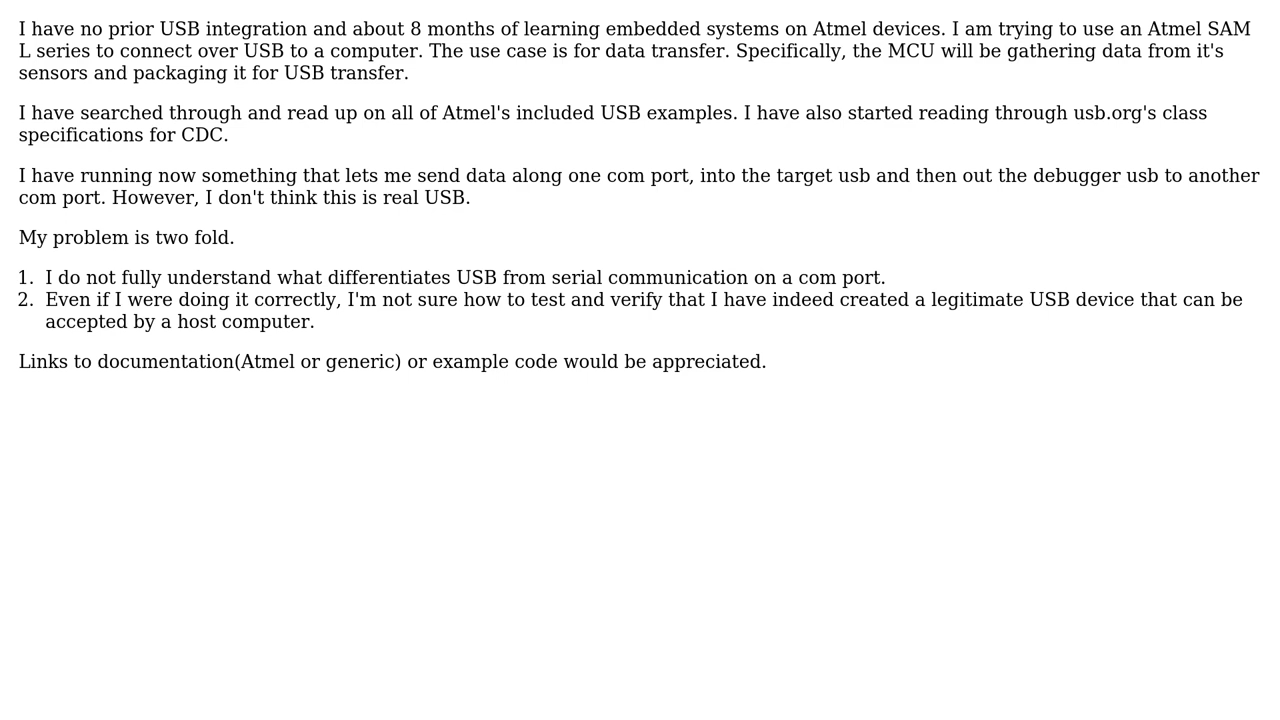 I have no prior USB integration and about 8 months of learning embedded systems on Atmel devices. I am trying to use an Atmel SAM
L series to connect over USB to a computer. The use case is for data transfer. Specifically, the MCU will be gathering data from it's
sensors and packaging it for USB transfer.
I have searched through and read up on all of Atmel's included USB examples. I have also started reading through usb.org's class
specifications for CDC.
I have running now something that lets me send data along one com port, into the target usb and then out the debugger usb to another
com port. However, I don't think this is real USB.
My problem is two fold.
1. I do not fully understand what differentiates USB from serial communication on a com port.
2. Even if I were doing it correctly, I'm not sure how to test and verify that I have indeed created a legitimate USB device that can be
accepted by a host computer.
Links to documentation(Atmel or generic) or example code would be appreciated.